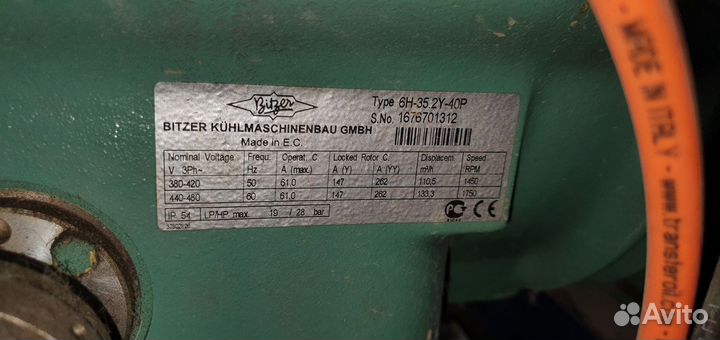 Bitzer
Type 6H-35.2Y-40P
S.No. 1676701312
BITZER KÜHLMASCHINENBAU GMBH
Made in E.C.
Nominal Voltage Frequ. Operat. C Locked Rotor C. Displacem. Speed
V 3Ph~ Hz A (max.) A (Y) A (YY) m³/h RPM
380-420 50 61,0 147 262 110,5 1450
440-480 60 61,0 147 262 133,3 1750
IP 54 LP/HP max. 19 / 28 bar
CE
MADE IN ITALY - www.transferoil.c
Avito